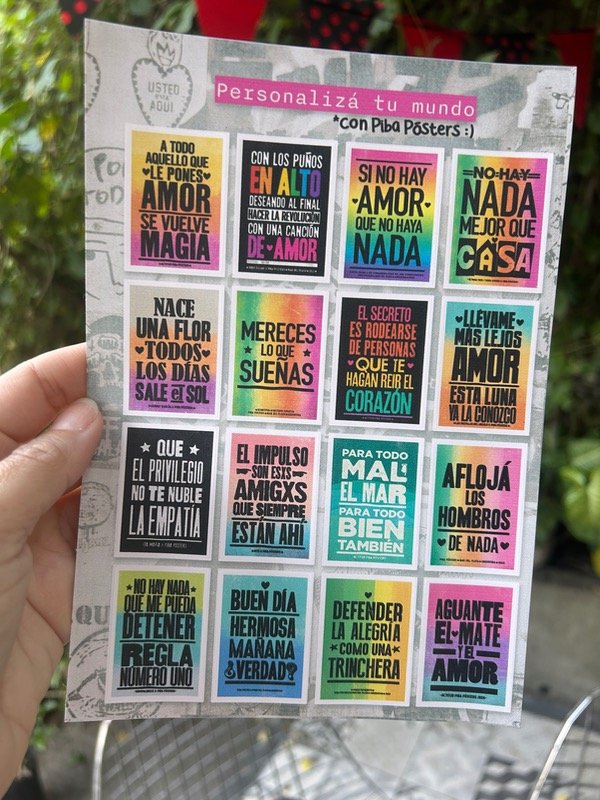 USTED
AQUÍ
Personalizá tu mundo
*con Piba Pósters :)
A TODO
AQUELLO QUE
LE PONES
AMOR
SE VUELVE
MAGIA
CON LOS PUÑOS
EN ALTO
DESEANDO AL FINAL
HACER LA REVOLUCIÓN
CON UNA CANCIÓN
DE AMOR
SI NO HAY
AMOR
QUE NO HAYA
NADA
NO HAY
NADA
MEJOR QUE
CASA
NACE
UNA FLOR
TODOS
LOS DÍAS
SALE el SOL
MERECES
LO QUE
SUEÑAS
EL SECRETO
ES RODEARSE
DE PERSONAS
QUE TE
HAGAN REIR EL
CORAZÓN
LLÉVAME
MÁS LEJOS
AMOR
ESTA LUNA
YA LA CONOZCO
QUE
EL PRIVILEGIO
NO TE NUBLE
LA EMPATÍA
EL IMPULSO
SON ESXS
AMIGXS
QUE SIEMPRE
ESTÁN AHÍ
PARA TODO
MAL
EL MAR
PARA TODO
BIEN
TAMBIÉN
AFLOJÁ
LOS
HOMBROS
DE NADA
NO HAY NADA
QUE ME PUEDA
DETENER
REGLA
NÚMERO UNO
BUEN DÍA
HERMOSA
MAÑANA
¿VERDAD?
DEFENDER
LA ALEGRÍA
COMO UNA
TRINCHERA
AGUANTE
EL MATE
Y EL
AMOR